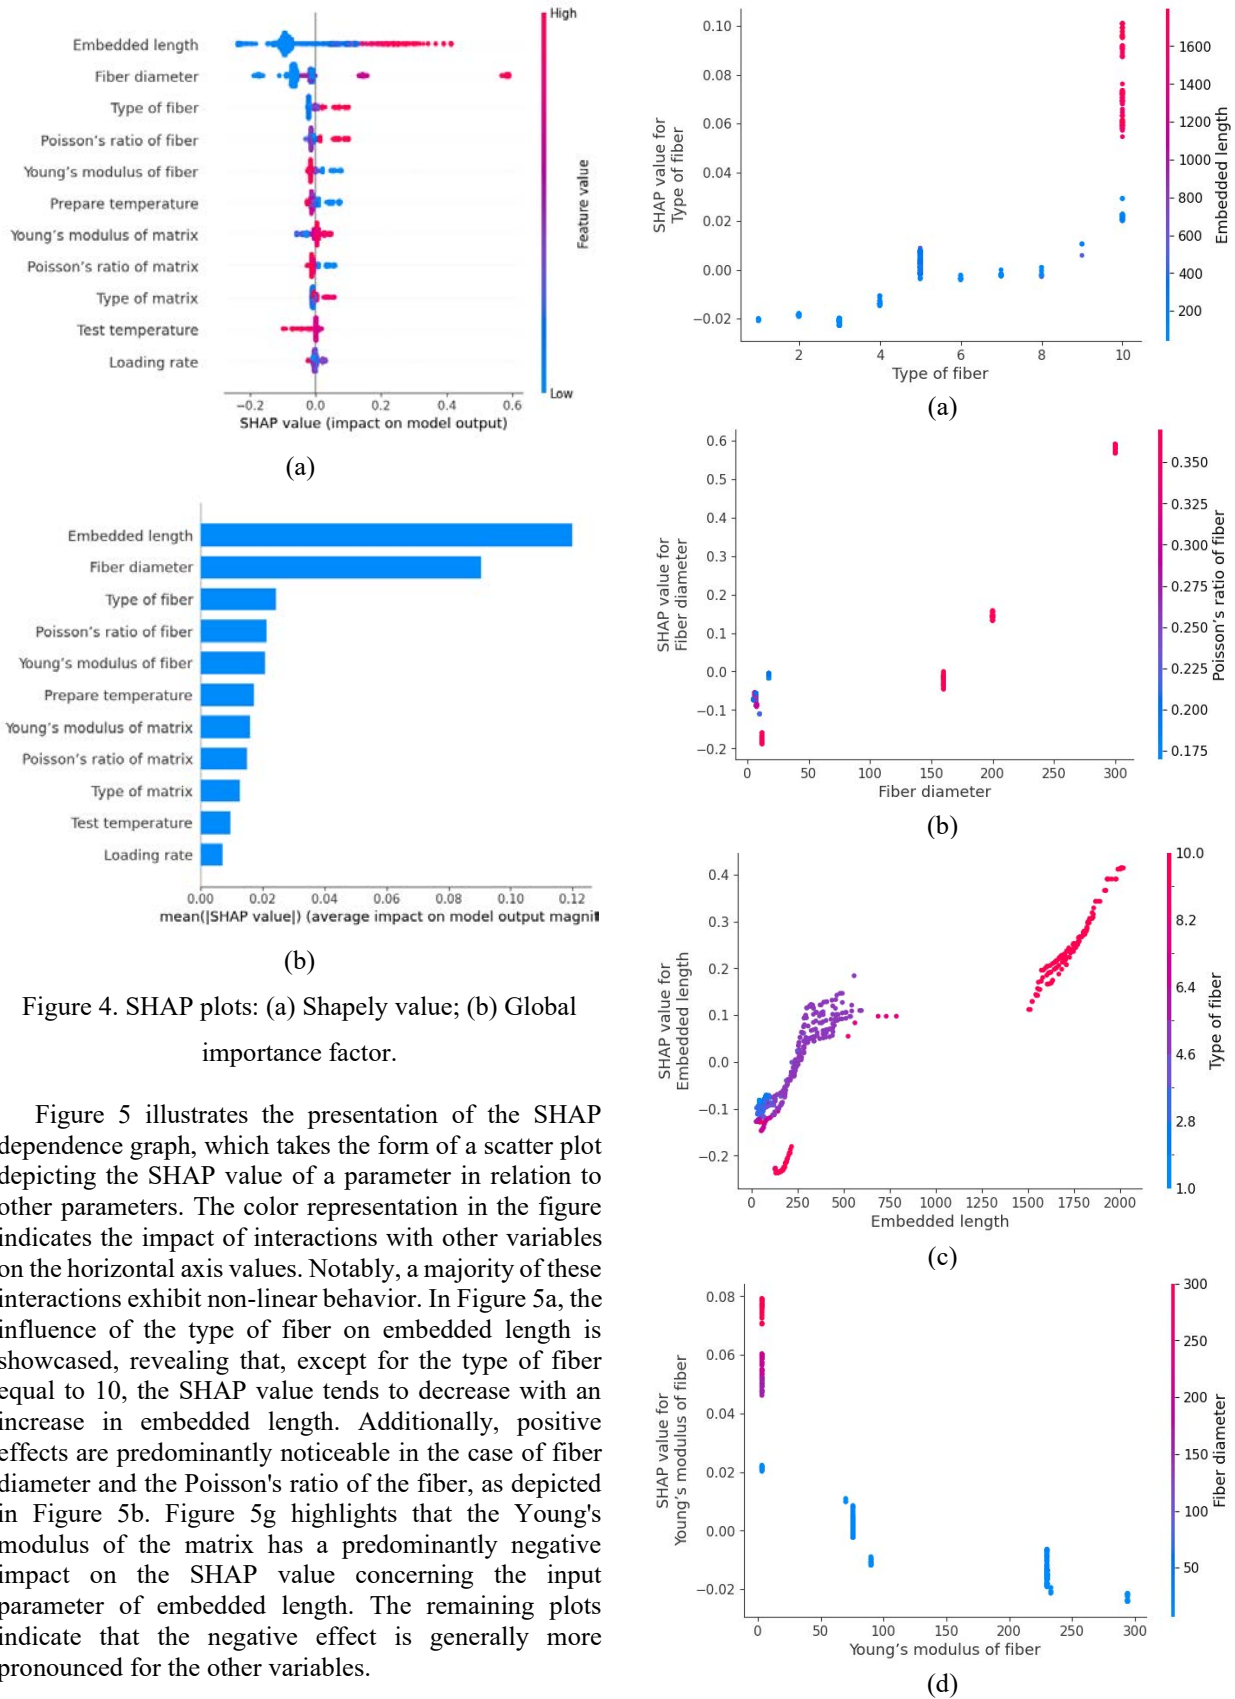 High
Embedded length
Fiber diameter
Type of fiber
Poisson's ratio of fiber
Young's modulus of fiber
Prepare temperature
Young's modulus of matrix
Poisson's ratio of matrix
Type of matrix
Test temperature
Loading rate
Feature value
Low
−0.2 0.0 0.2 0.4 0.6
SHAP value (impact on model output)
(a)
Embedded length
Fiber diameter
Type of fiber
Poisson's ratio of fiber
Young's modulus of fiber
Prepare temperature
Young's modulus of matrix
Poisson's ratio of matrix
Type of matrix
Test temperature
Loading rate
0.00 0.02 0.04 0.06 0.08 0.10 0.12
mean(|SHAP value|) (average impact on model output magnit
(b)
Figure 4. SHAP plots: (a) Shapely value; (b) Global
importance factor.
Figure 5 illustrates the presentation of the SHAP
dependence graph, which takes the form of a scatter plot
depicting the SHAP value of a parameter in relation to
other parameters. The color representation in the figure
indicates the impact of interactions with other variables
on the horizontal axis values. Notably, a majority of these
interactions exhibit non-linear behavior. In Figure 5a, the
influence of the type of fiber on embedded length is
showcased, revealing that, except for the type of fiber
equal to 10, the SHAP value tends to decrease with an
increase in embedded length. Additionally, positive
effects are predominantly noticeable in the case of fiber
diameter and the Poisson's ratio of the fiber, as depicted
in Figure 5b. Figure 5g highlights that the Young's
modulus of the matrix has a predominantly negative
impact on the SHAP value concerning the input
parameter of embedded length. The remaining plots
indicate that the negative effect is generally more
pronounced for the other variables.
SHAP value for
Type of fiber
0.10
0.08
0.06
0.04
0.02
0.00
−0.02
2 4 6 8 10
Type of fiber
1600
1400
1200
1000
800
600
400
200
Embedded length
(a)
SHAP value for
Fiber diameter
0.6
0.5
0.4
0.3
0.2
0.1
0.0
−0.1
−0.2
0 50 100 150 200 250 300
Fiber diameter
0.350
0.325
0.300
0.275
0.250
0.225
0.200
0.175
Poisson's ratio of fiber
(b)
SHAP value for
Embedded length
0.4
0.3
0.2
0.1
0.0
−0.1
−0.2
0 250 500 750 1000 1250 1500 1750 2000
Embedded length
10.0
8.2
6.4
4.6
2.8
1.0
Type of fiber
(c)
SHAP value for
Young's modulus of fiber
0.08
0.06
0.04
0.02
0.00
−0.02
0 50 100 150 200 250 300
Young's modulus of fiber
300
250
200
150
100
50
Fiber diameter
(d)